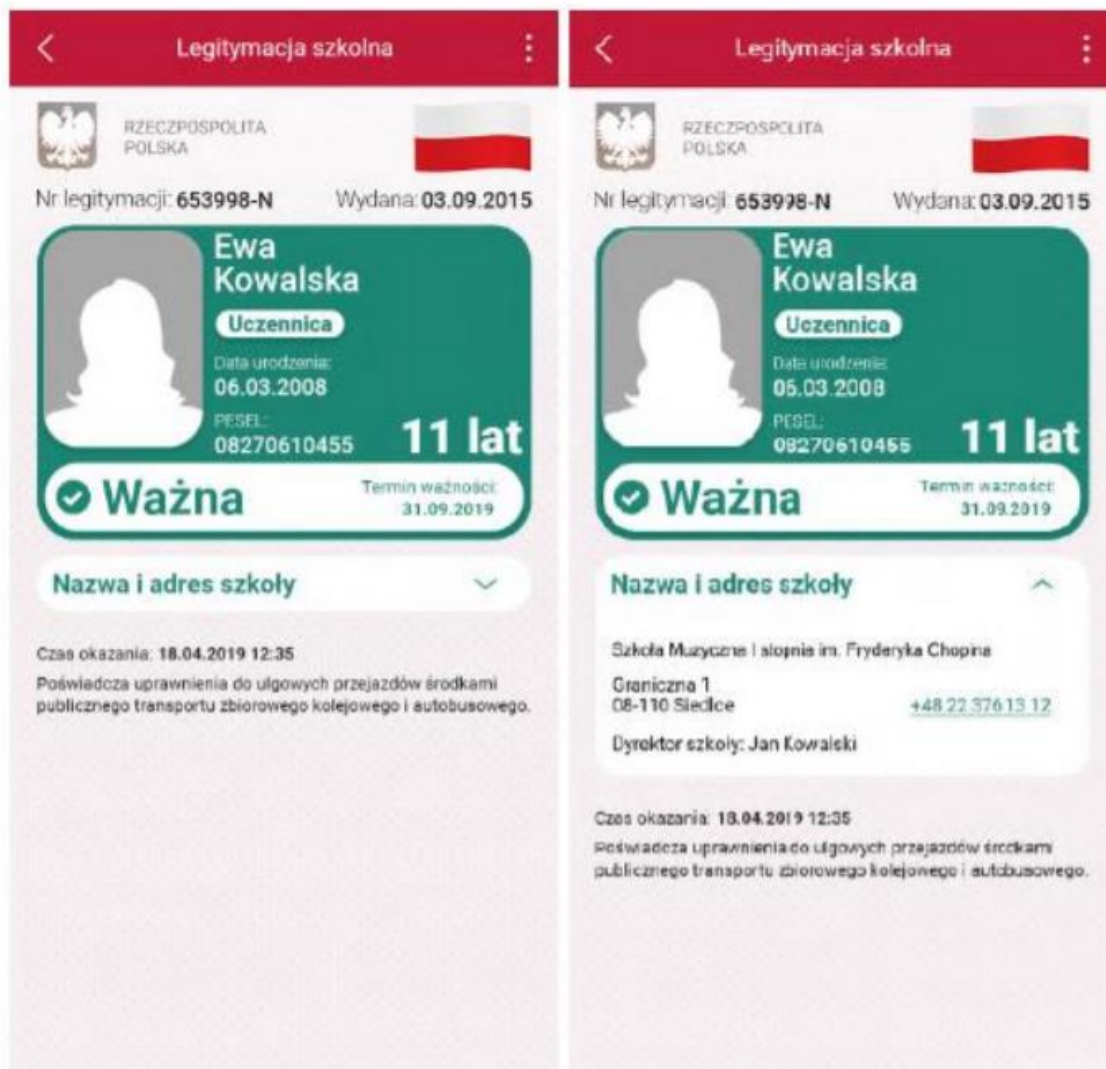 Legitymacja szkolna
RZECZPOSPOLITA
POLSKA
Nr legitymacji: 653998-N Wydana: 03.09.2015
Ewa
Kowalska
Uczennica
Data urodzenia:
06.03.2008
PESEL:
08270610455
11 lat
Ważna
Termin ważności:
31.09.2019
Nazwa i adres szkoły
Czas okazania: 18.04.2019 12:35
Poświadcza uprawnienia do ulgowych przejazdów środkami
publicznego transportu zbiorowego kolejowego i autobusowego.
Legitymacja szkolna
RZECZPOSPOLITA
POLSKA
Nr legitymacji: 653998-N Wydana: 03.09.2015
Ewa
Kowalska
Uczennica
Data urodzenia:
06.03.2008
PESEL:
08270610455
11 lat
Ważna
Termin ważności:
31.09.2019
Nazwa i adres szkoły
Szkoła Muzyczna I stopnia im. Fryderyka Chopina
Graniczna 1
08-110 Siedlce
+48 22 376 13 12
Dyrektor szkoły: Jan Kowalski
Czas okazania: 18.04.2019 12:35
Poświadcza uprawnienia do ulgowych przejazdów środkami
publicznego transportu zbiorowego kolejowego i autobusowego.